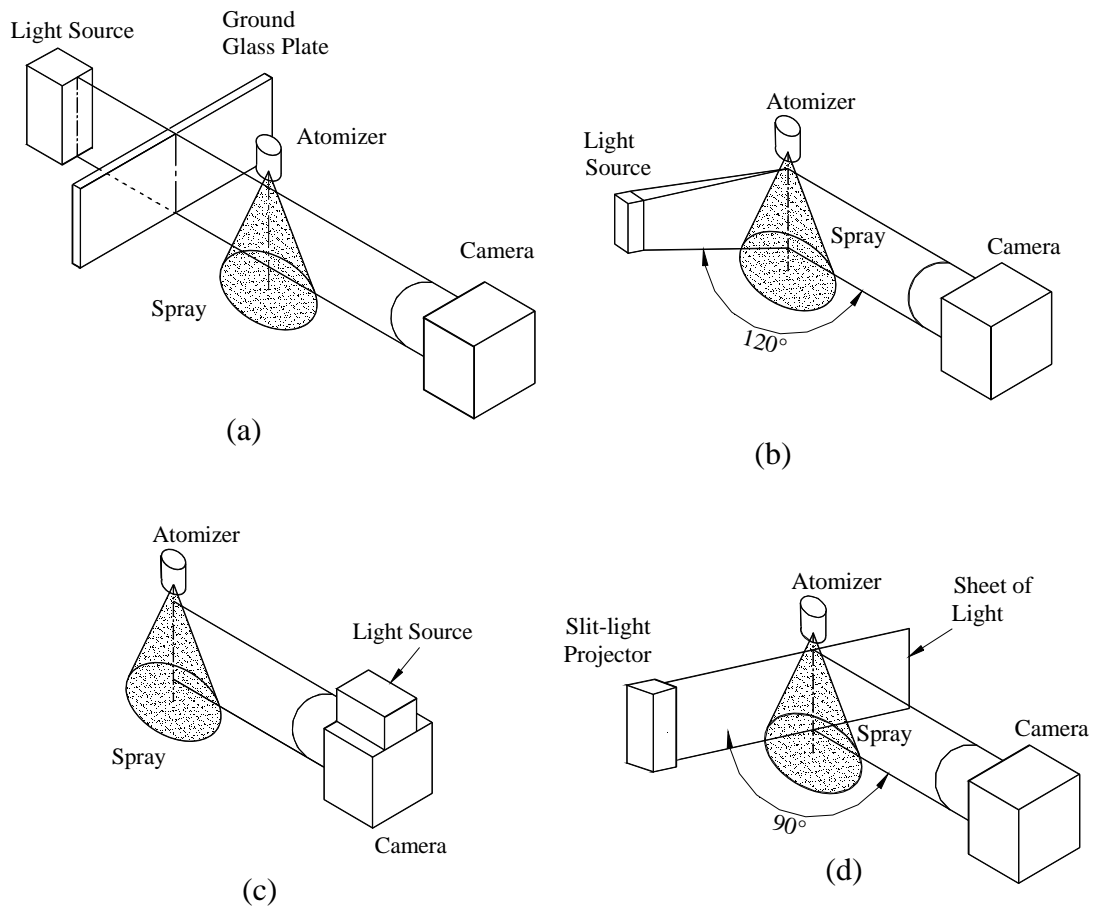 Light Source
Ground
Glass Plate
Atomizer
Camera
Spray
(a)
Atomizer
Light
Source
Spray
Camera
120°
(b)
Atomizer
Light Source
Spray
Camera
(c)
Atomizer
Sheet of
Light
Slit-light
Projector
Spray
Camera
90°
(d)